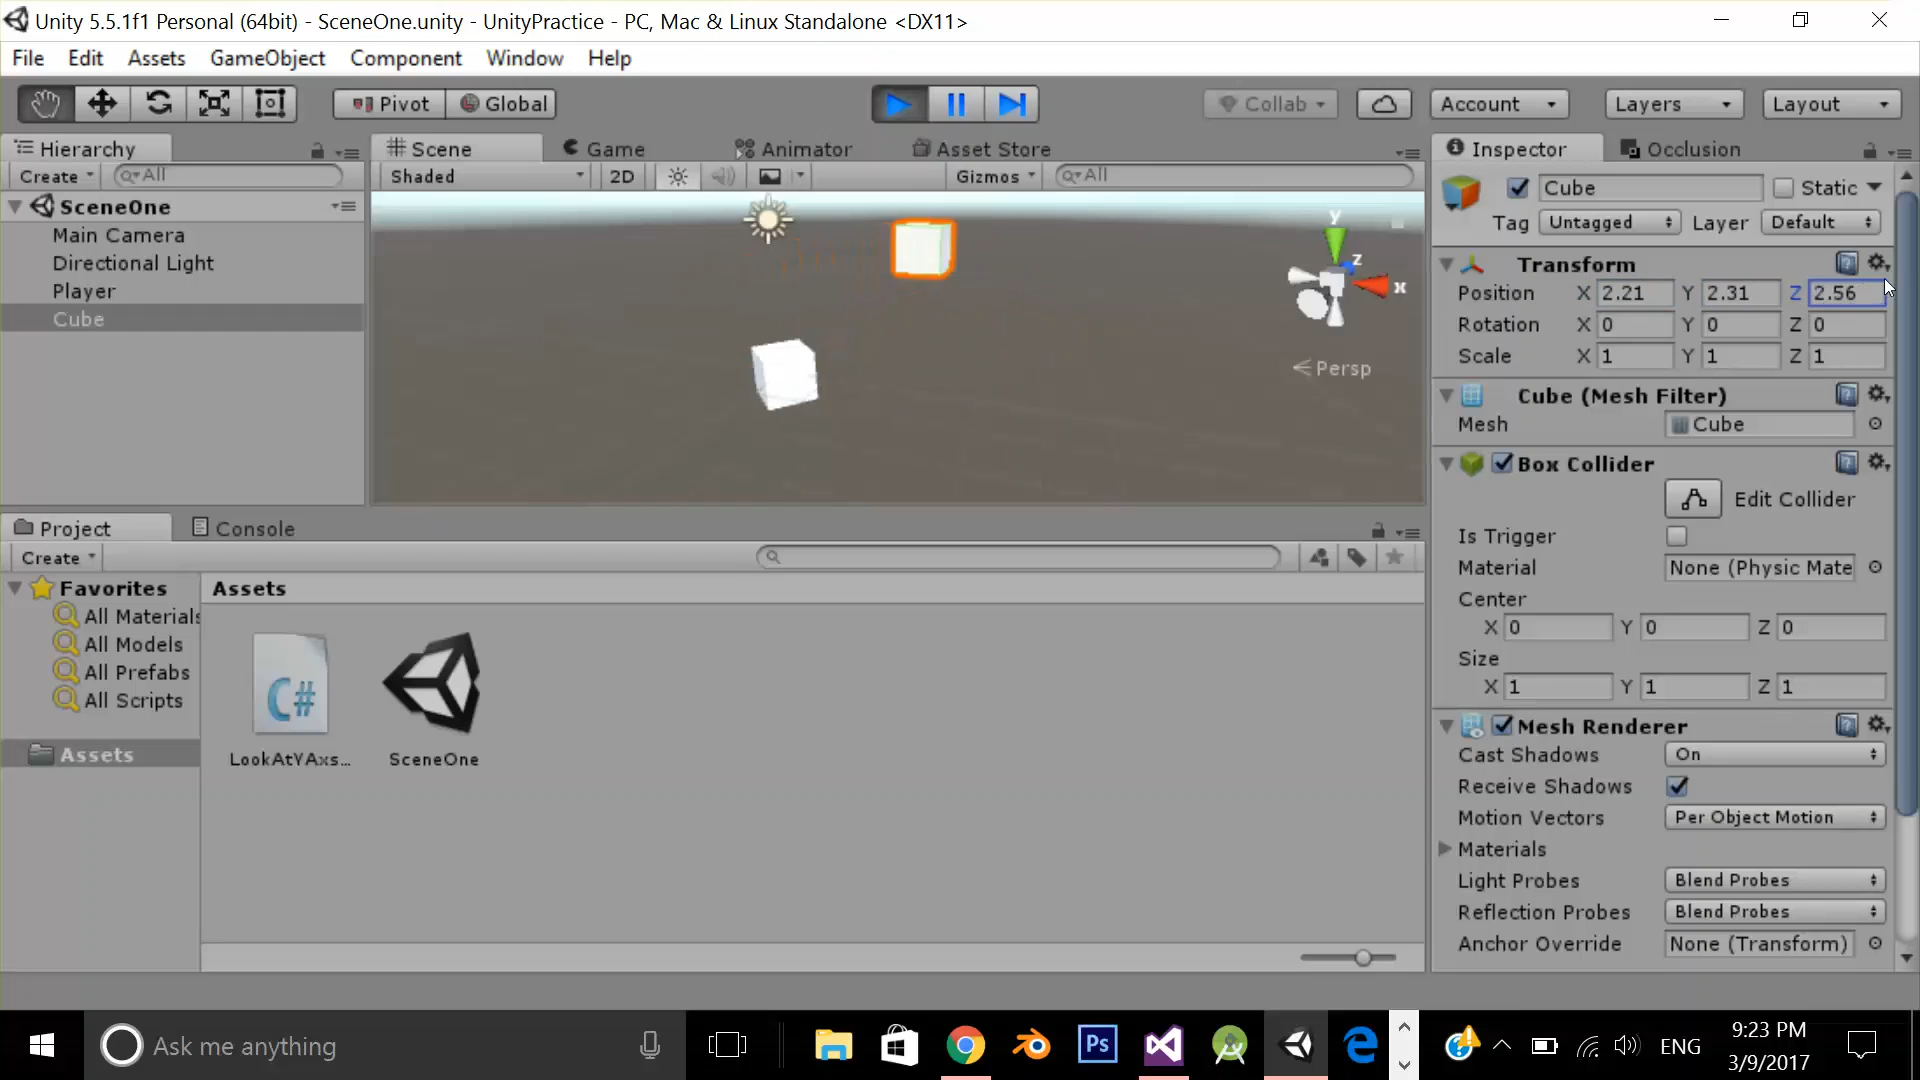 Unity 5.5.1f1 Personal (64bit) - SceneOne.unity - UnityPractice - PC, Mac & Linux Standalone <DX11>
File Edit Assets GameObject Component Window Help
Pivot Global Collab Account Layers Layout
Hierarchy
Create All
SceneOne
Main Camera
Directional Light
Player
Cube
Scene Game Animator Asset Store
Shaded 2D Gizmos All
y
z
x
Persp
Inspector Occlusion
Cube Static
Tag Untagged Layer Default
Transform
Position X 2.21 Y 2.31 Z 2.56
Rotation X 0 Y 0 Z 0
Scale X 1 Y 1 Z 1
Cube (Mesh Filter)
Mesh Cube
Box Collider
Edit Collider
Is Trigger
Material None (Physic Mate
Center
X 0 Y 0 Z 0
Size
X 1 Y 1 Z 1
Mesh Renderer
Cast Shadows On
Receive Shadows
Motion Vectors Per Object Motion
Materials
Light Probes Blend Probes
Reflection Probes Blend Probes
Anchor Override None (Transform)
Project Console
Create
Favorites
All Materials
All Models
All Prefabs
All Scripts
Assets
Assets
C#
LookAtYAxs...
SceneOne
Ask me anything
Ps
ENG
9:23 PM
3/9/2017